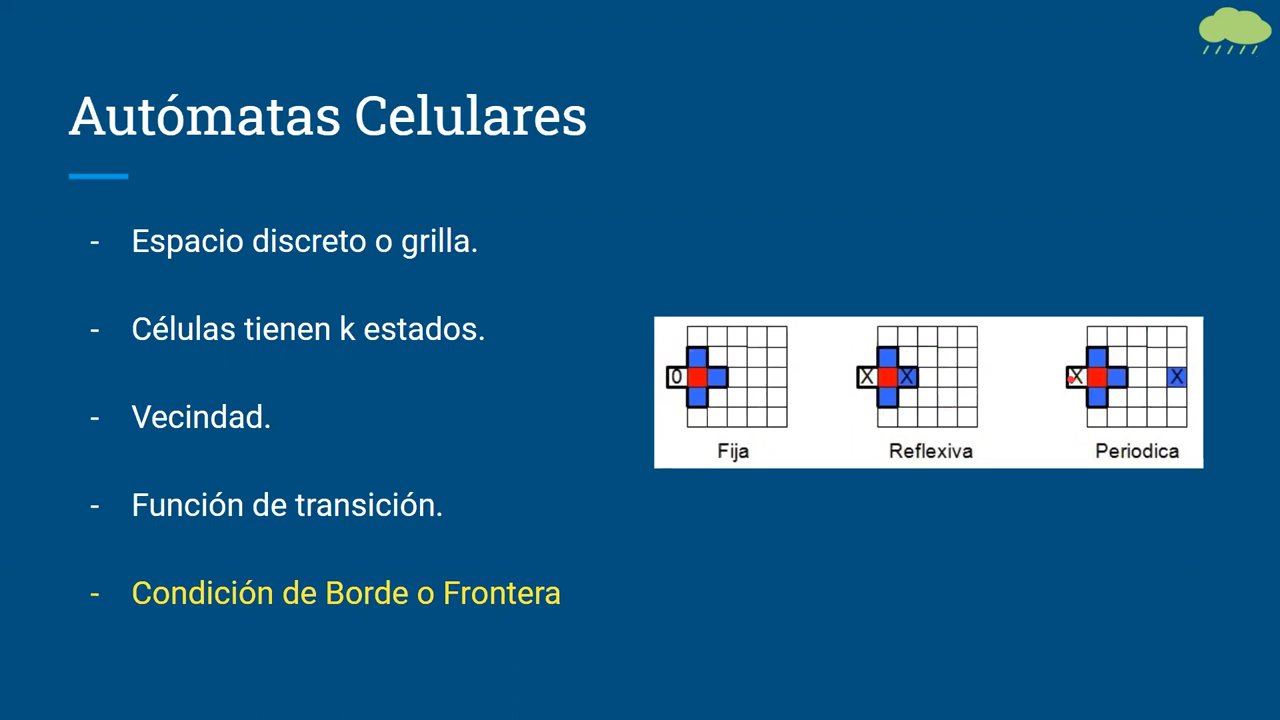 Autómatas Celulares
- Espacio discreto o grilla.
- Células tienen k estados.
- Vecindad.
- Función de transición.
- Condición de Borde o Frontera
0 X X X X
Fija Reflexiva Periodica